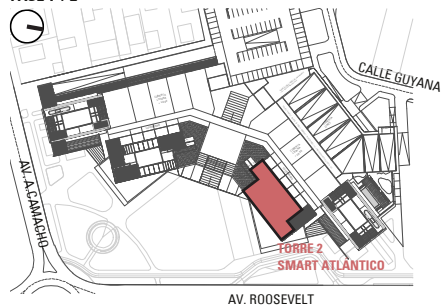 CALLE GUYANA
AV. A.CAMACHO
TORRE 2
SMART ATLÁNTICO
AV. ROOSEVELT